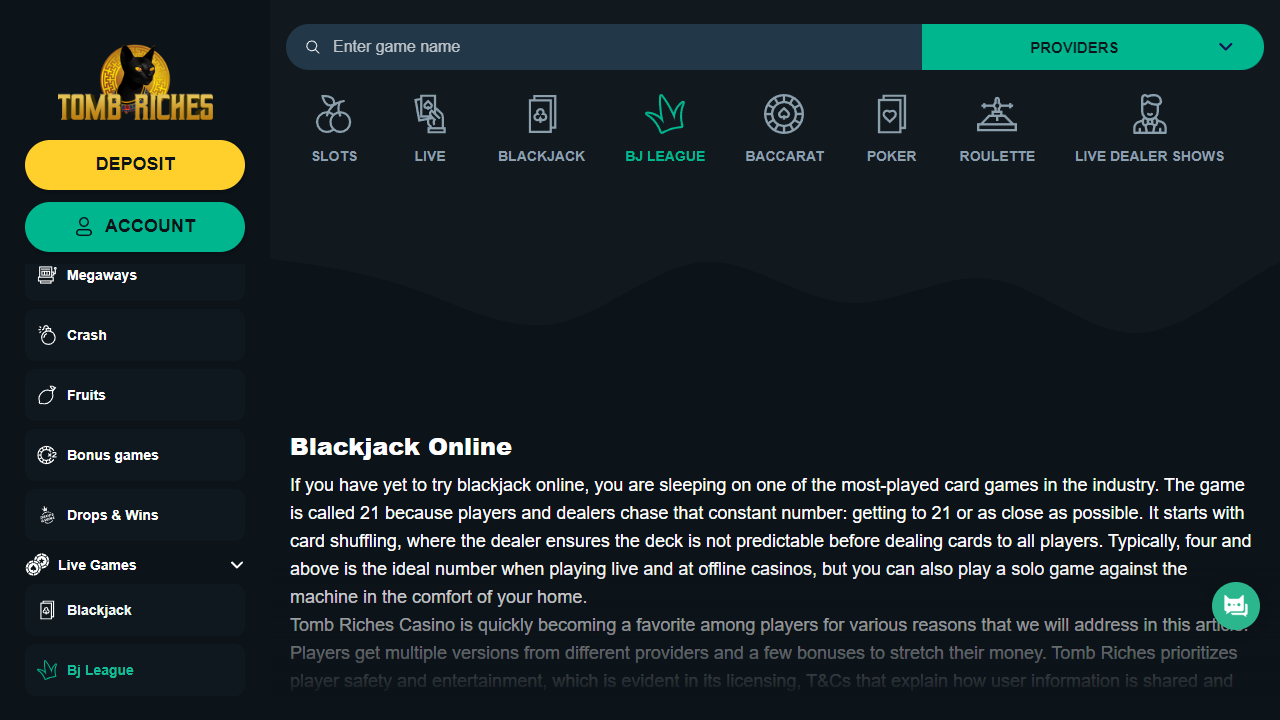 TOMB RICHES
DEPOSIT
ACCOUNT
Megaways
Crash
Fruits
Bonus games
Drops & Wins
Live Games
Blackjack
Bj League
Enter game name
PROVIDERS
SLOTS
LIVE
BLACKJACK
BJ LEAGUE
BACCARAT
POKER
ROULETTE
LIVE DEALER SHOWS
Blackjack Online
If you have yet to try blackjack online, you are sleeping on one of the most-played card games in the industry. The game
is called 21 because players and dealers chase that constant number: getting to 21 or as close as possible. It starts with
card shuffling, where the dealer ensures the deck is not predictable before dealing cards to all players. Typically, four and
above is the ideal number when playing live and at offline casinos, but you can also play a solo game against the
machine in the comfort of your home.
Tomb Riches Casino is quickly becoming a favorite among players for various reasons that we will address in this article.
Players get multiple versions from different providers and a few bonuses to stretch their money. Tomb Riches prioritizes
player safety and entertainment, which is evident in its licensing, T&Cs that explain how user information is shared and